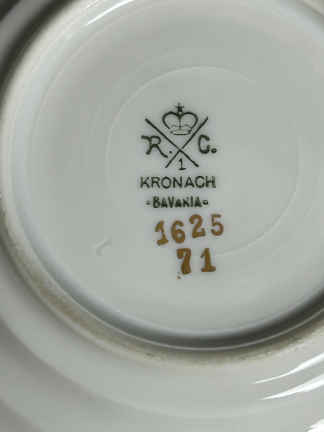 R. C.
1
KRONACH
-BAVARIA-
1625
71